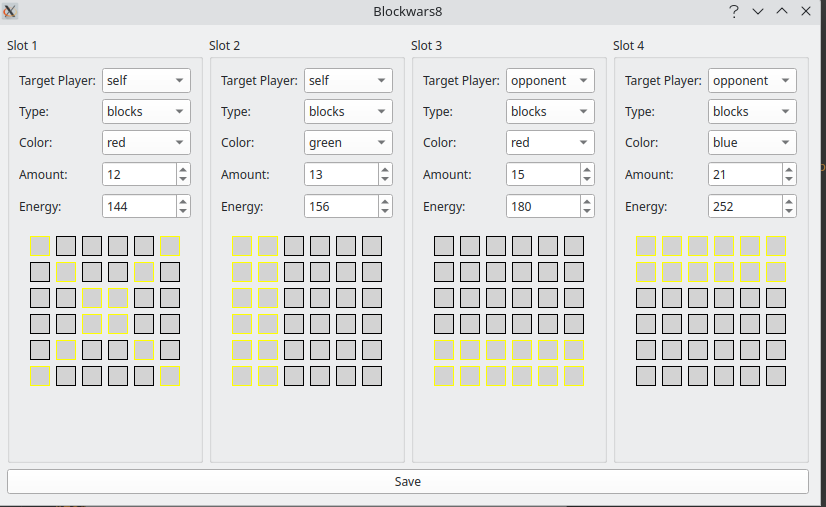 Blockwars8
Slot 1 Slot 2 Slot 3 Slot 4
Target Player: self Target Player: self Target Player: opponent Target Player: opponent
Type: blocks Type: blocks Type: blocks Type: blocks
Color: red Color: green Color: red Color: blue
Amount: 12 Amount: 13 Amount: 15 Amount: 21
Energy: 144 Energy: 156 Energy: 180 Energy: 252
Save